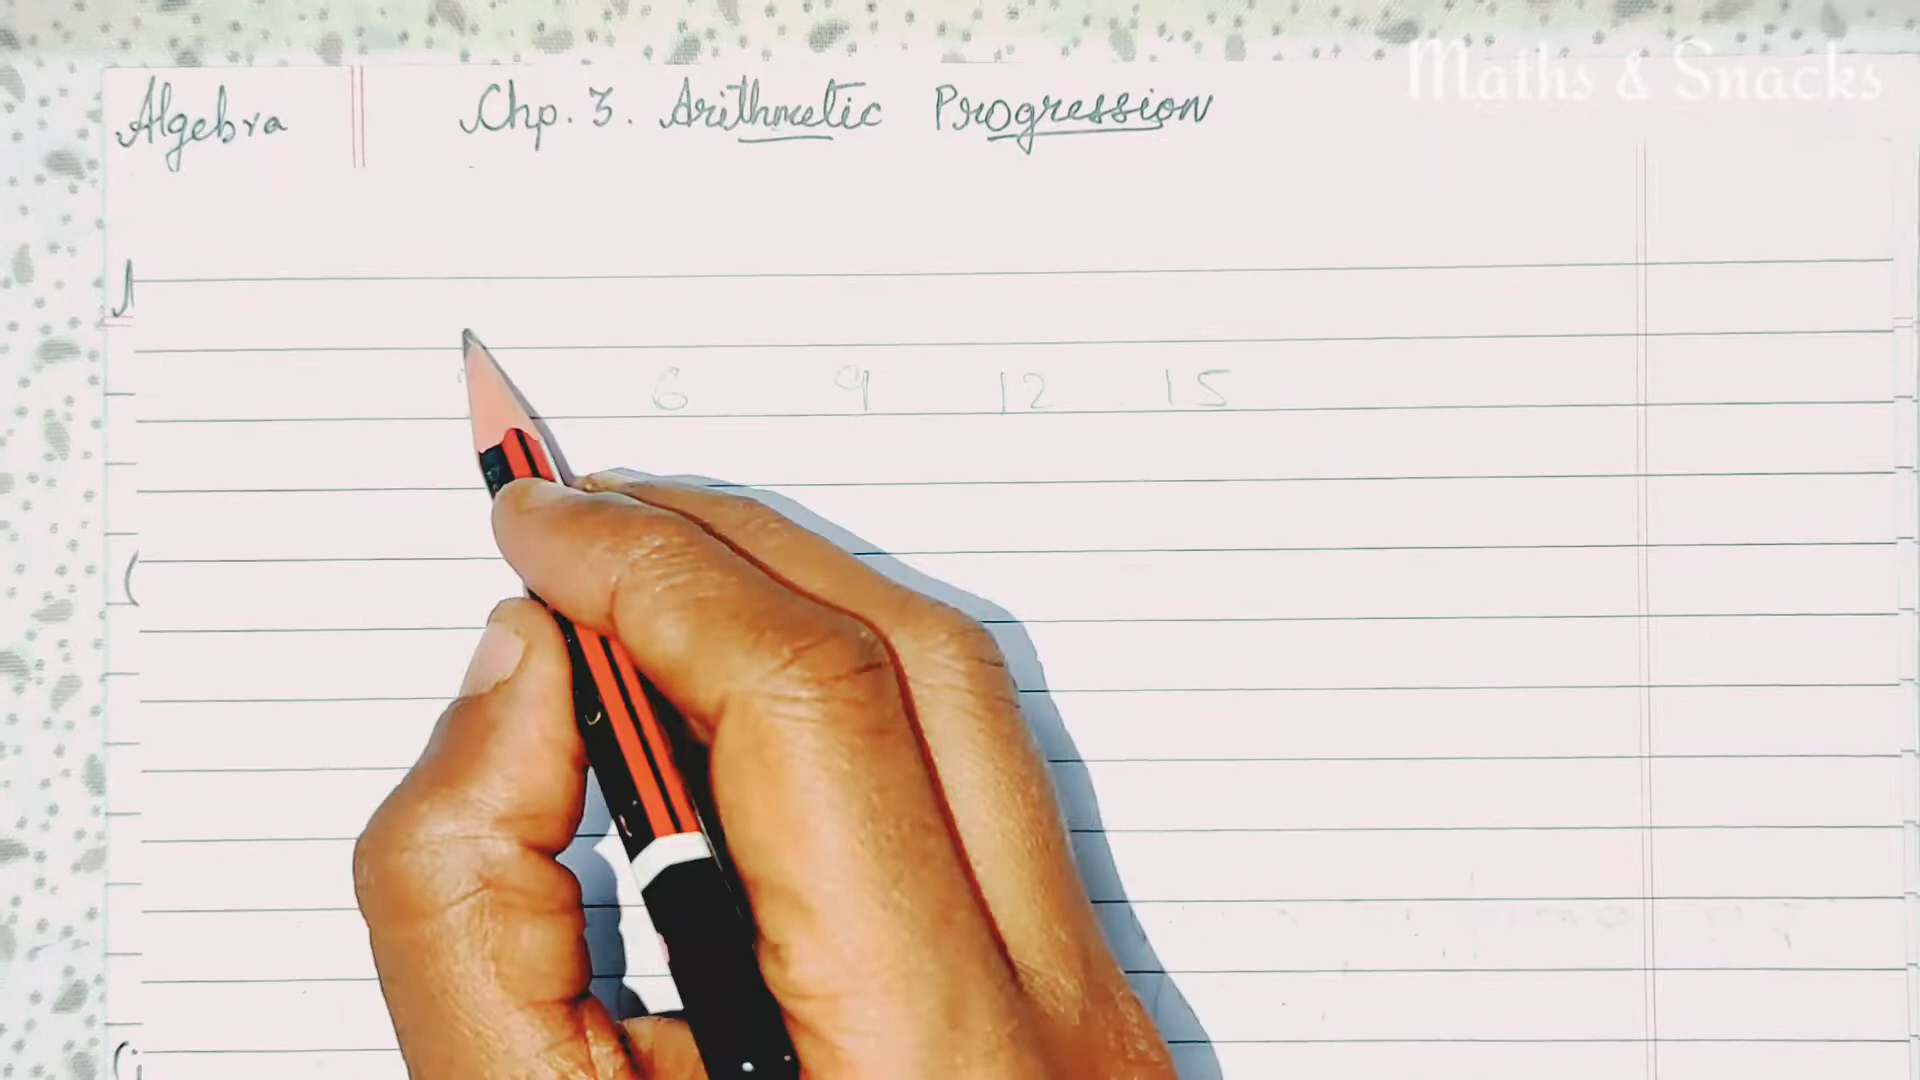 Maths & Snacks
Algebra Chp. 3. Arithmetic Progression
6 9 12 15